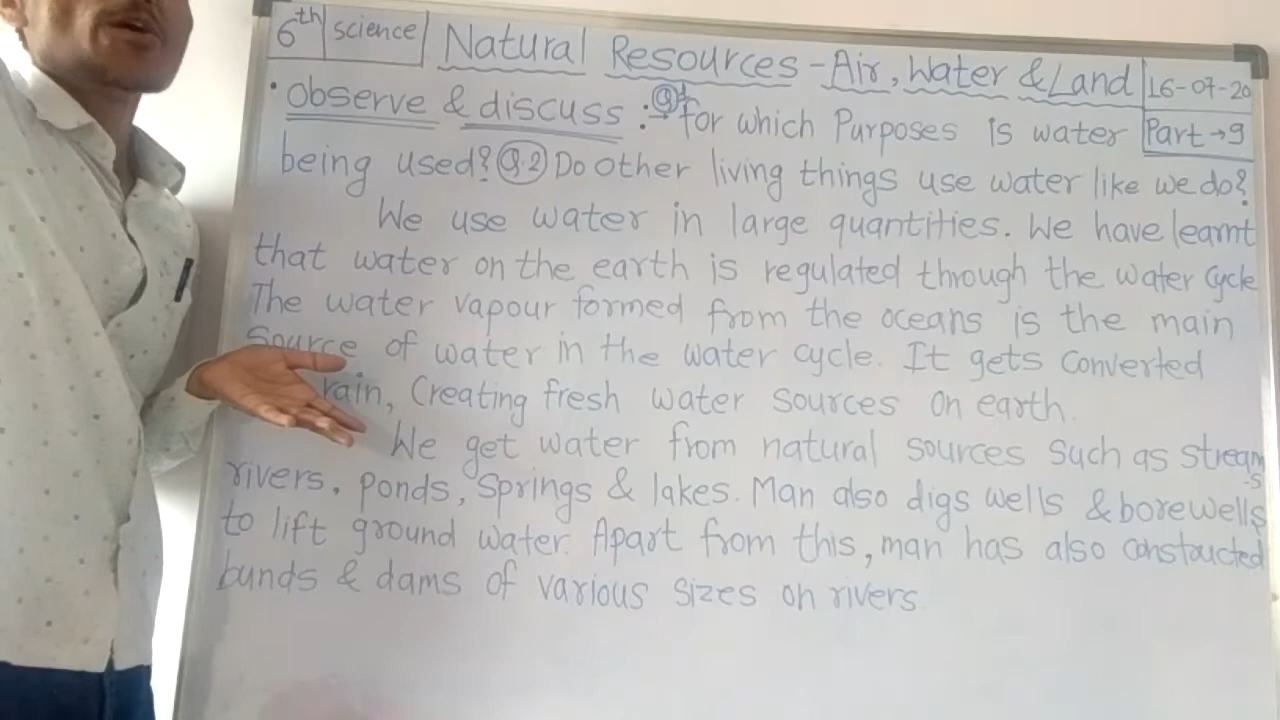 6th science Natural Resources - Air, Water & Land 16-07-20
• Observe & discuss :- Q.1 for which Purposes is water Part → 9
being used? Q.2 Do other living things use water like we do?
We use water in large quantities. We have learnt
that water on the earth is regulated through the water cycle
The water vapour formed from the oceans is the main
Source of water in the water cycle. It gets converted
rain, Creating fresh water sources on earth.
We get water from natural sources such as streams
rivers, ponds, springs & lakes. Man also digs wells & borewells
to lift ground water. Apart from this, man has also constructed
bunds & dams of various sizes on rivers.